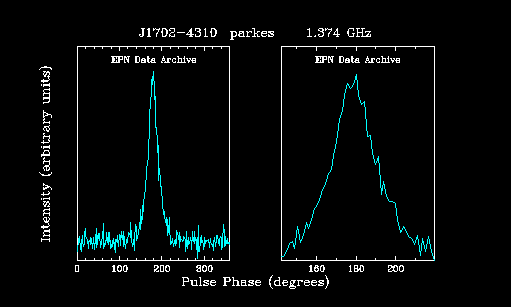 J1702-4310 parkes 1.374 GHz
EPN Data Archive EPN Data Archive
Intensity (arbitrary units)
0 100 200 300 160 180 200
Pulse Phase (degrees)